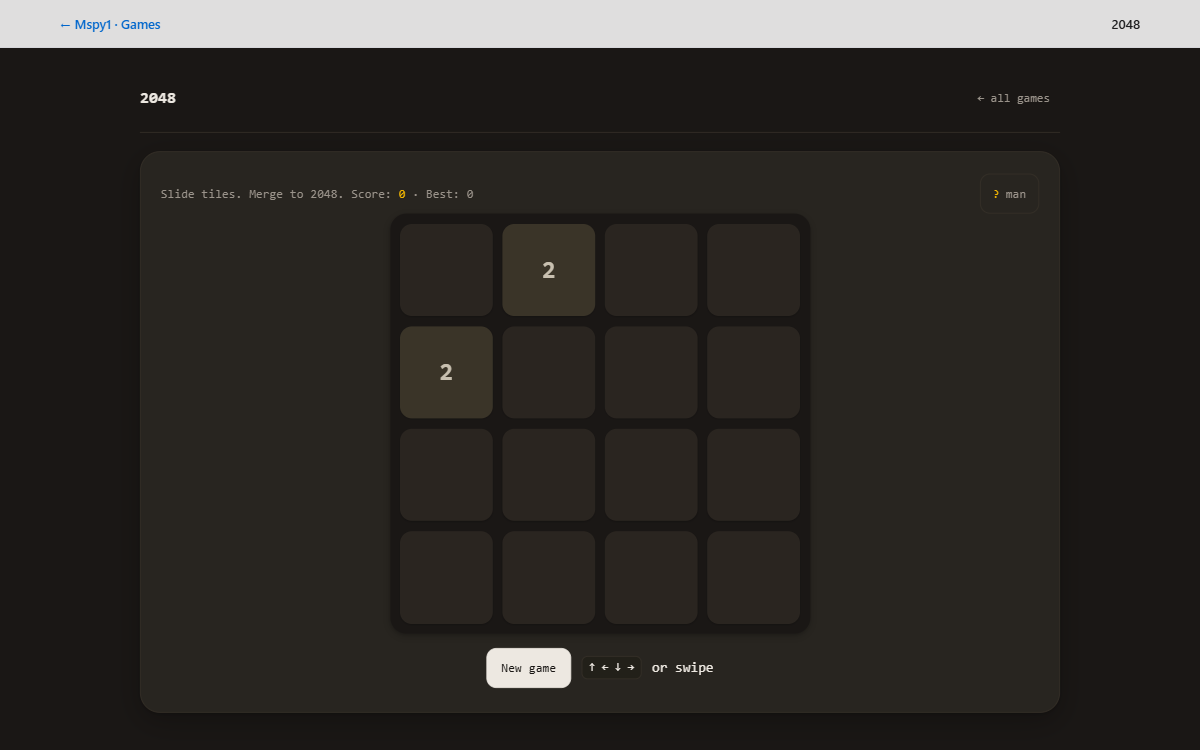 ← Mspy1 · Games
2048
2048
← all games
Slide tiles. Merge to 2048. Score: 0 · Best: 0
? man
2
2
New game
↑ ← ↓ → or swipe